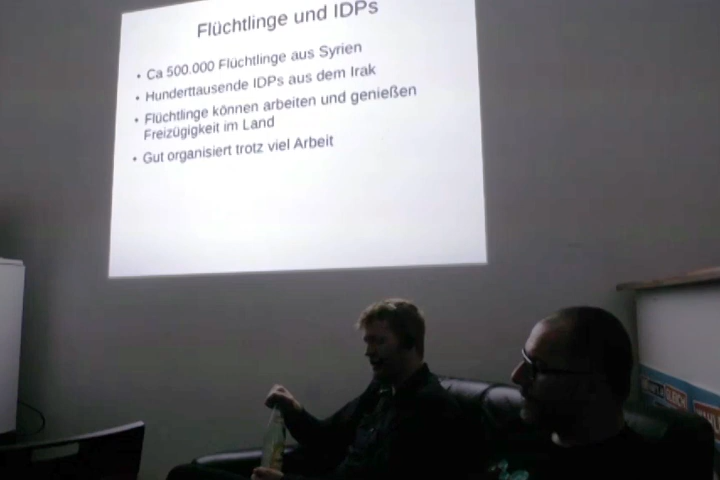 Flüchtlinge und IDPs
• Ca 500.000 Flüchtlinge aus Syrien
• Hunderttausende IDPs aus dem Irak
• Flüchtlinge können arbeiten und genießen
Freizügigkeit im Land
• Gut organisiert trotz viel Arbeit